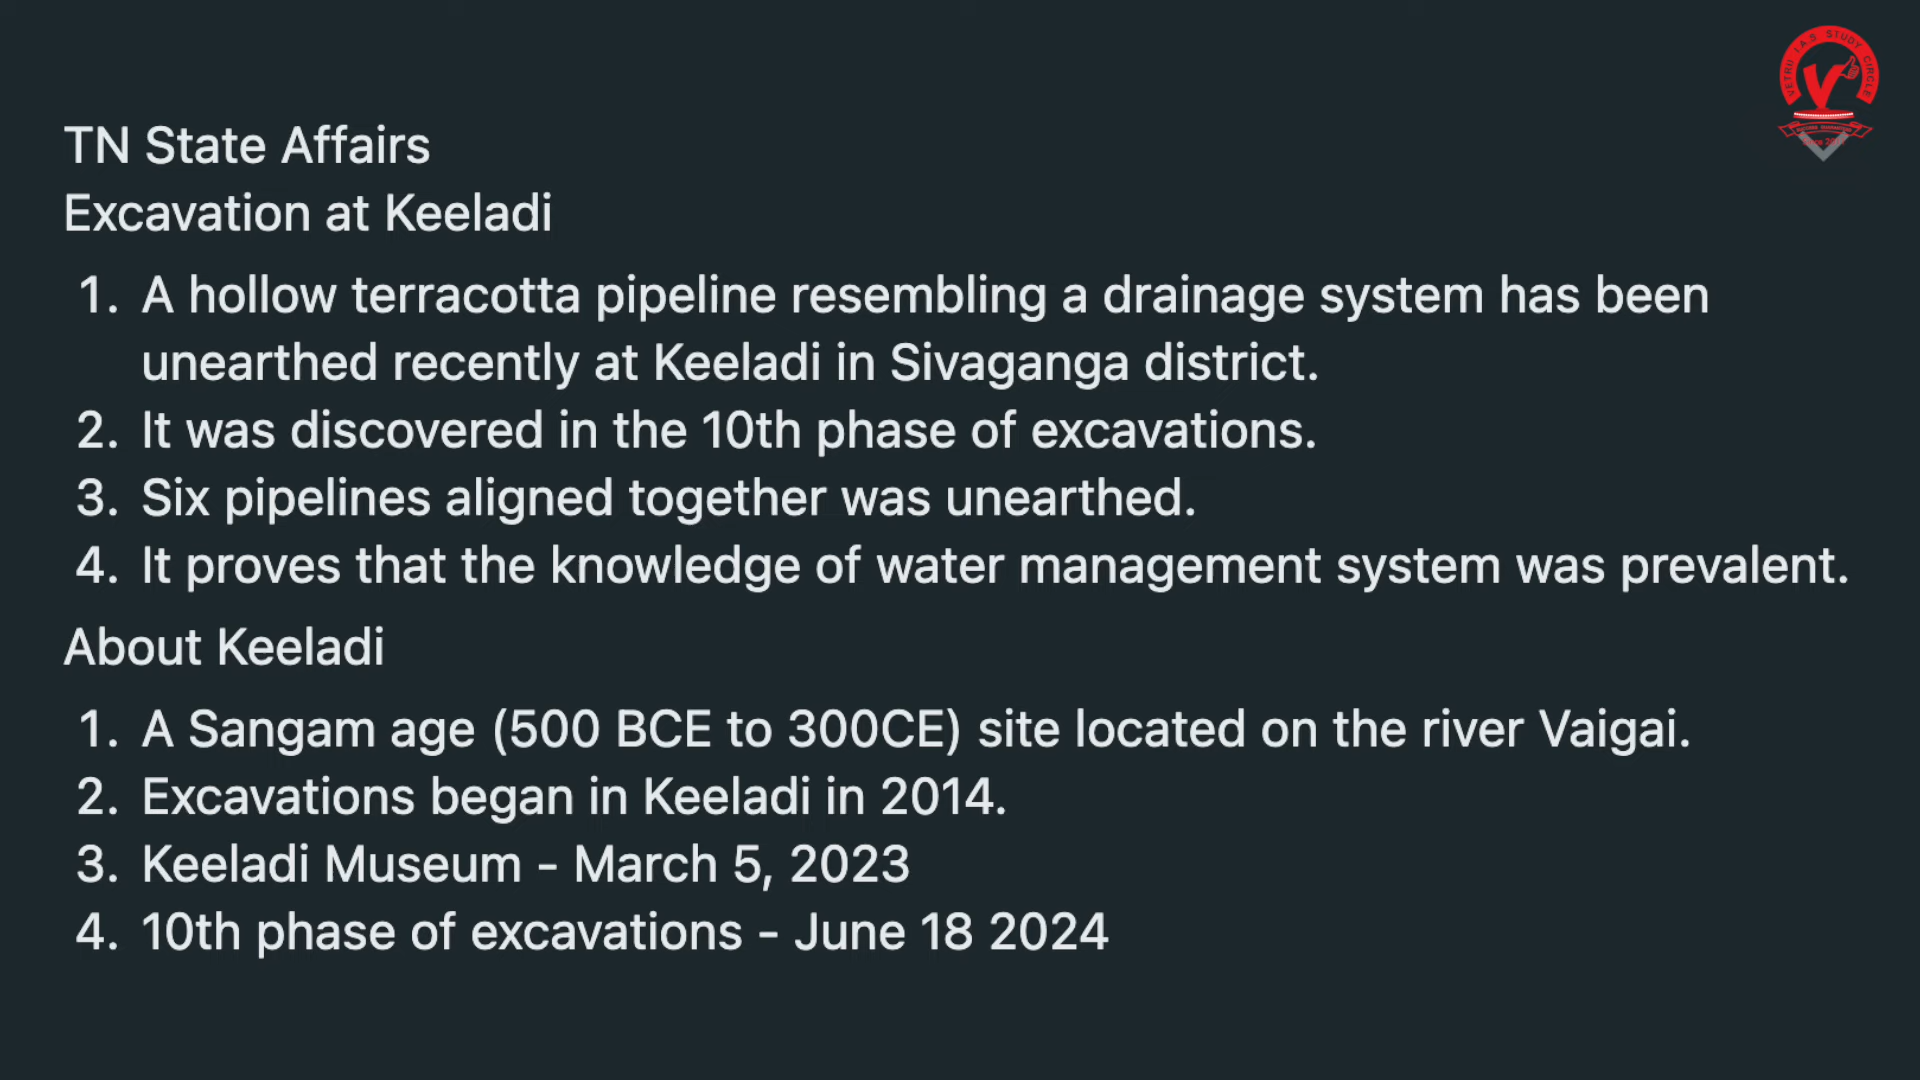 VETRII I.A.S STUDY CIRCLE
TN State Affairs
Excavation at Keeladi
1. A hollow terracotta pipeline resembling a drainage system has been
unearthed recently at Keeladi in Sivaganga district.
2. It was discovered in the 10th phase of excavations.
3. Six pipelines aligned together was unearthed.
4. It proves that the knowledge of water management system was prevalent.
About Keeladi
1. A Sangam age (500 BCE to 300CE) site located on the river Vaigai.
2. Excavations began in Keeladi in 2014.
3. Keeladi Museum - March 5, 2023
4. 10th phase of excavations - June 18 2024